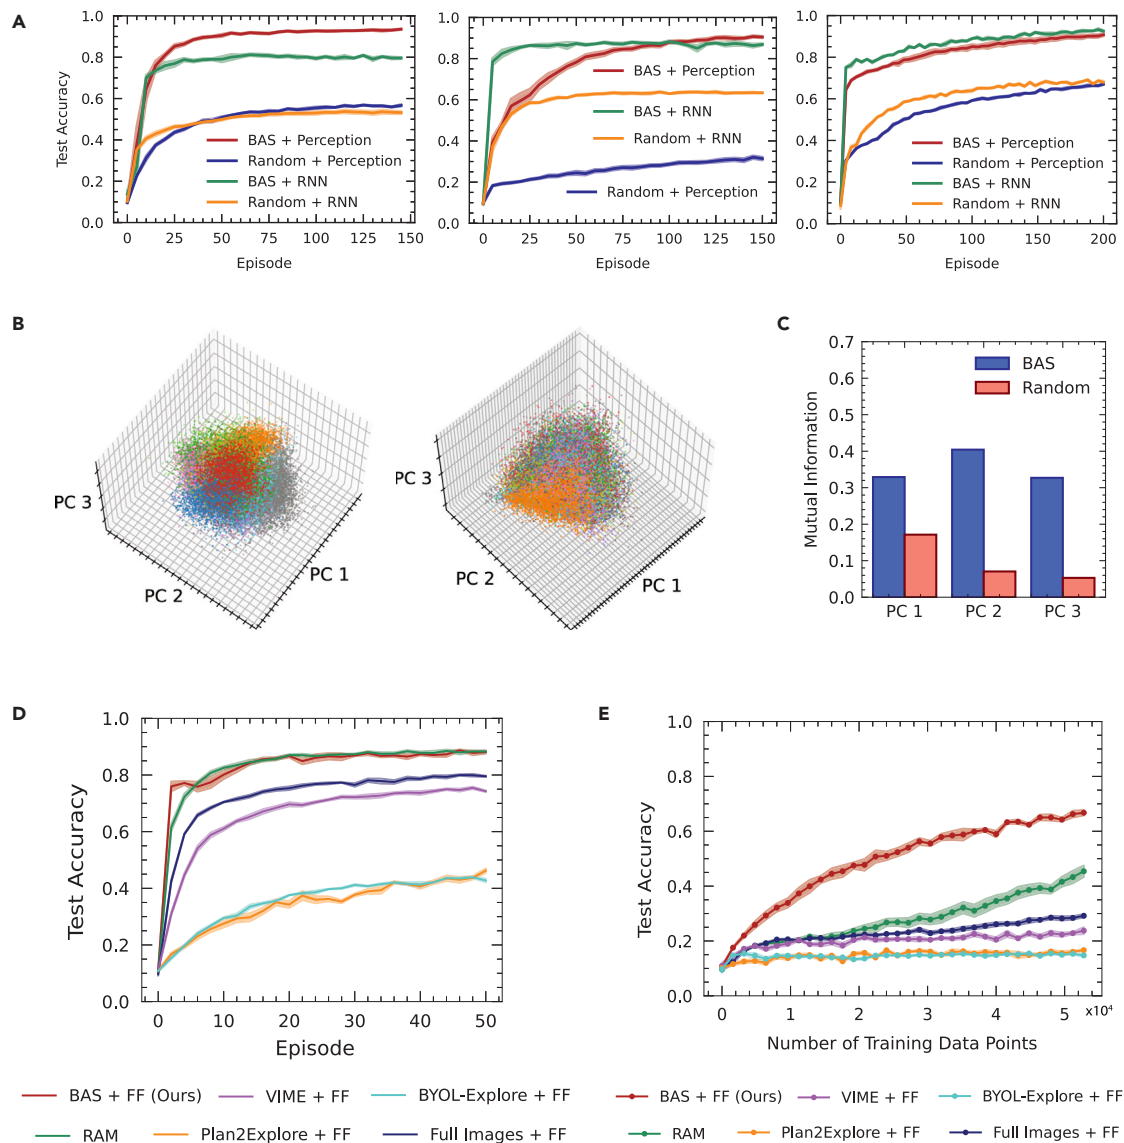 A
1.0
0.8
0.6
0.4
0.2
0.0
Test Accuracy
BAS + Perception
Random + Perception
BAS + RNN
Random + RNN
0 25 50 75 100 125 150
Episode
1.0
0.8
0.6
0.4
0.2
0.0
BAS + Perception
BAS + RNN
Random + RNN
Random + Perception
0 25 50 75 100 125 150
Episode
1.0
0.8
0.6
0.4
0.2
0.0
BAS + Perception
Random + Perception
BAS + RNN
Random + RNN
0 50 100 150 200
Episode
B
PC 3
PC 2
PC 1
PC 3
PC 2
PC 1
C
0.7
0.6
0.5
0.4
0.3
0.2
0.1
0.0
Mutual Information
BAS
Random
PC 1 PC 2 PC 3
D
1.0
0.8
0.6
0.4
0.2
0.0
Test Accuracy
0 10 20 30 40 50
Episode
E
1.0
0.8
0.6
0.4
0.2
0.0
Test Accuracy
0 1 2 3 4 5 ×10⁴
Number of Training Data Points
BAS + FF (Ours) VIME + FF BYOL-Explore + FF
RAM Plan2Explore + FF Full Images + FF
BAS + FF (Ours) VIME + FF BYOL-Explore + FF
RAM Plan2Explore + FF Full Images + FF